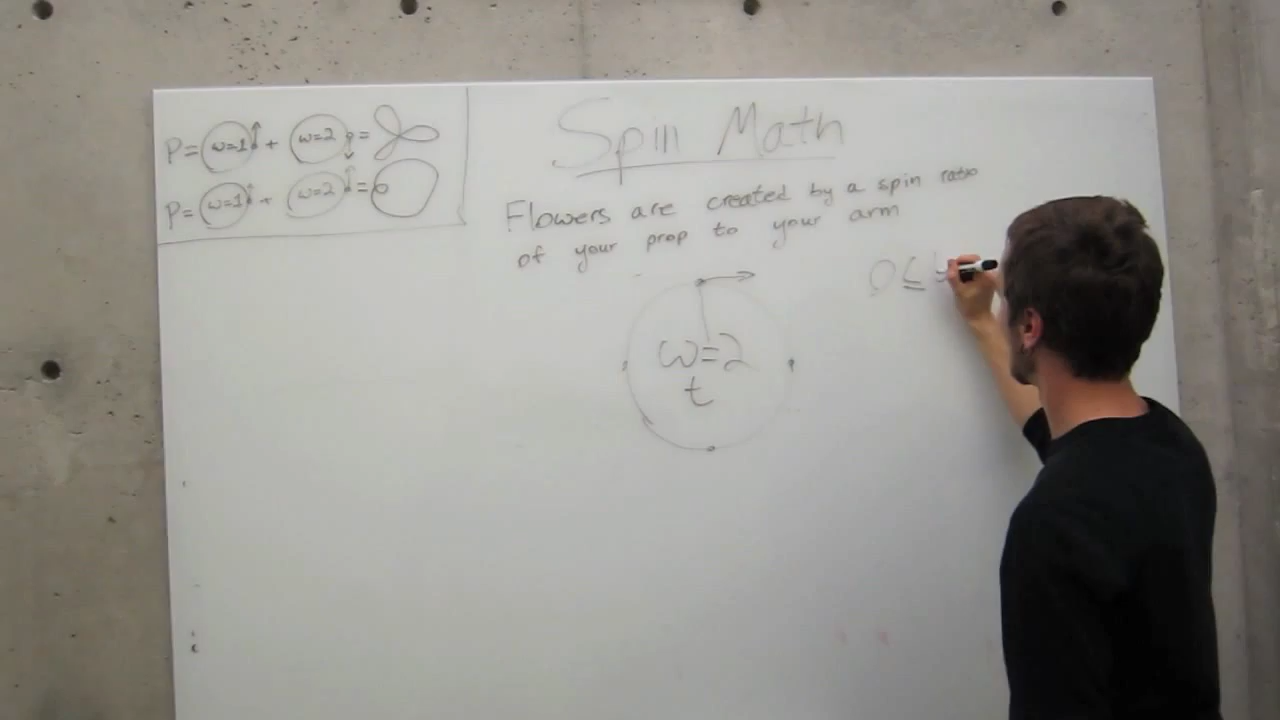 P= ω=1 + ω=2 =
P= ω=1 + ω=2 =
Spin Math
Flowers are created by a spin ratio
of your prop to your arm
0 ≤
ω=2
t